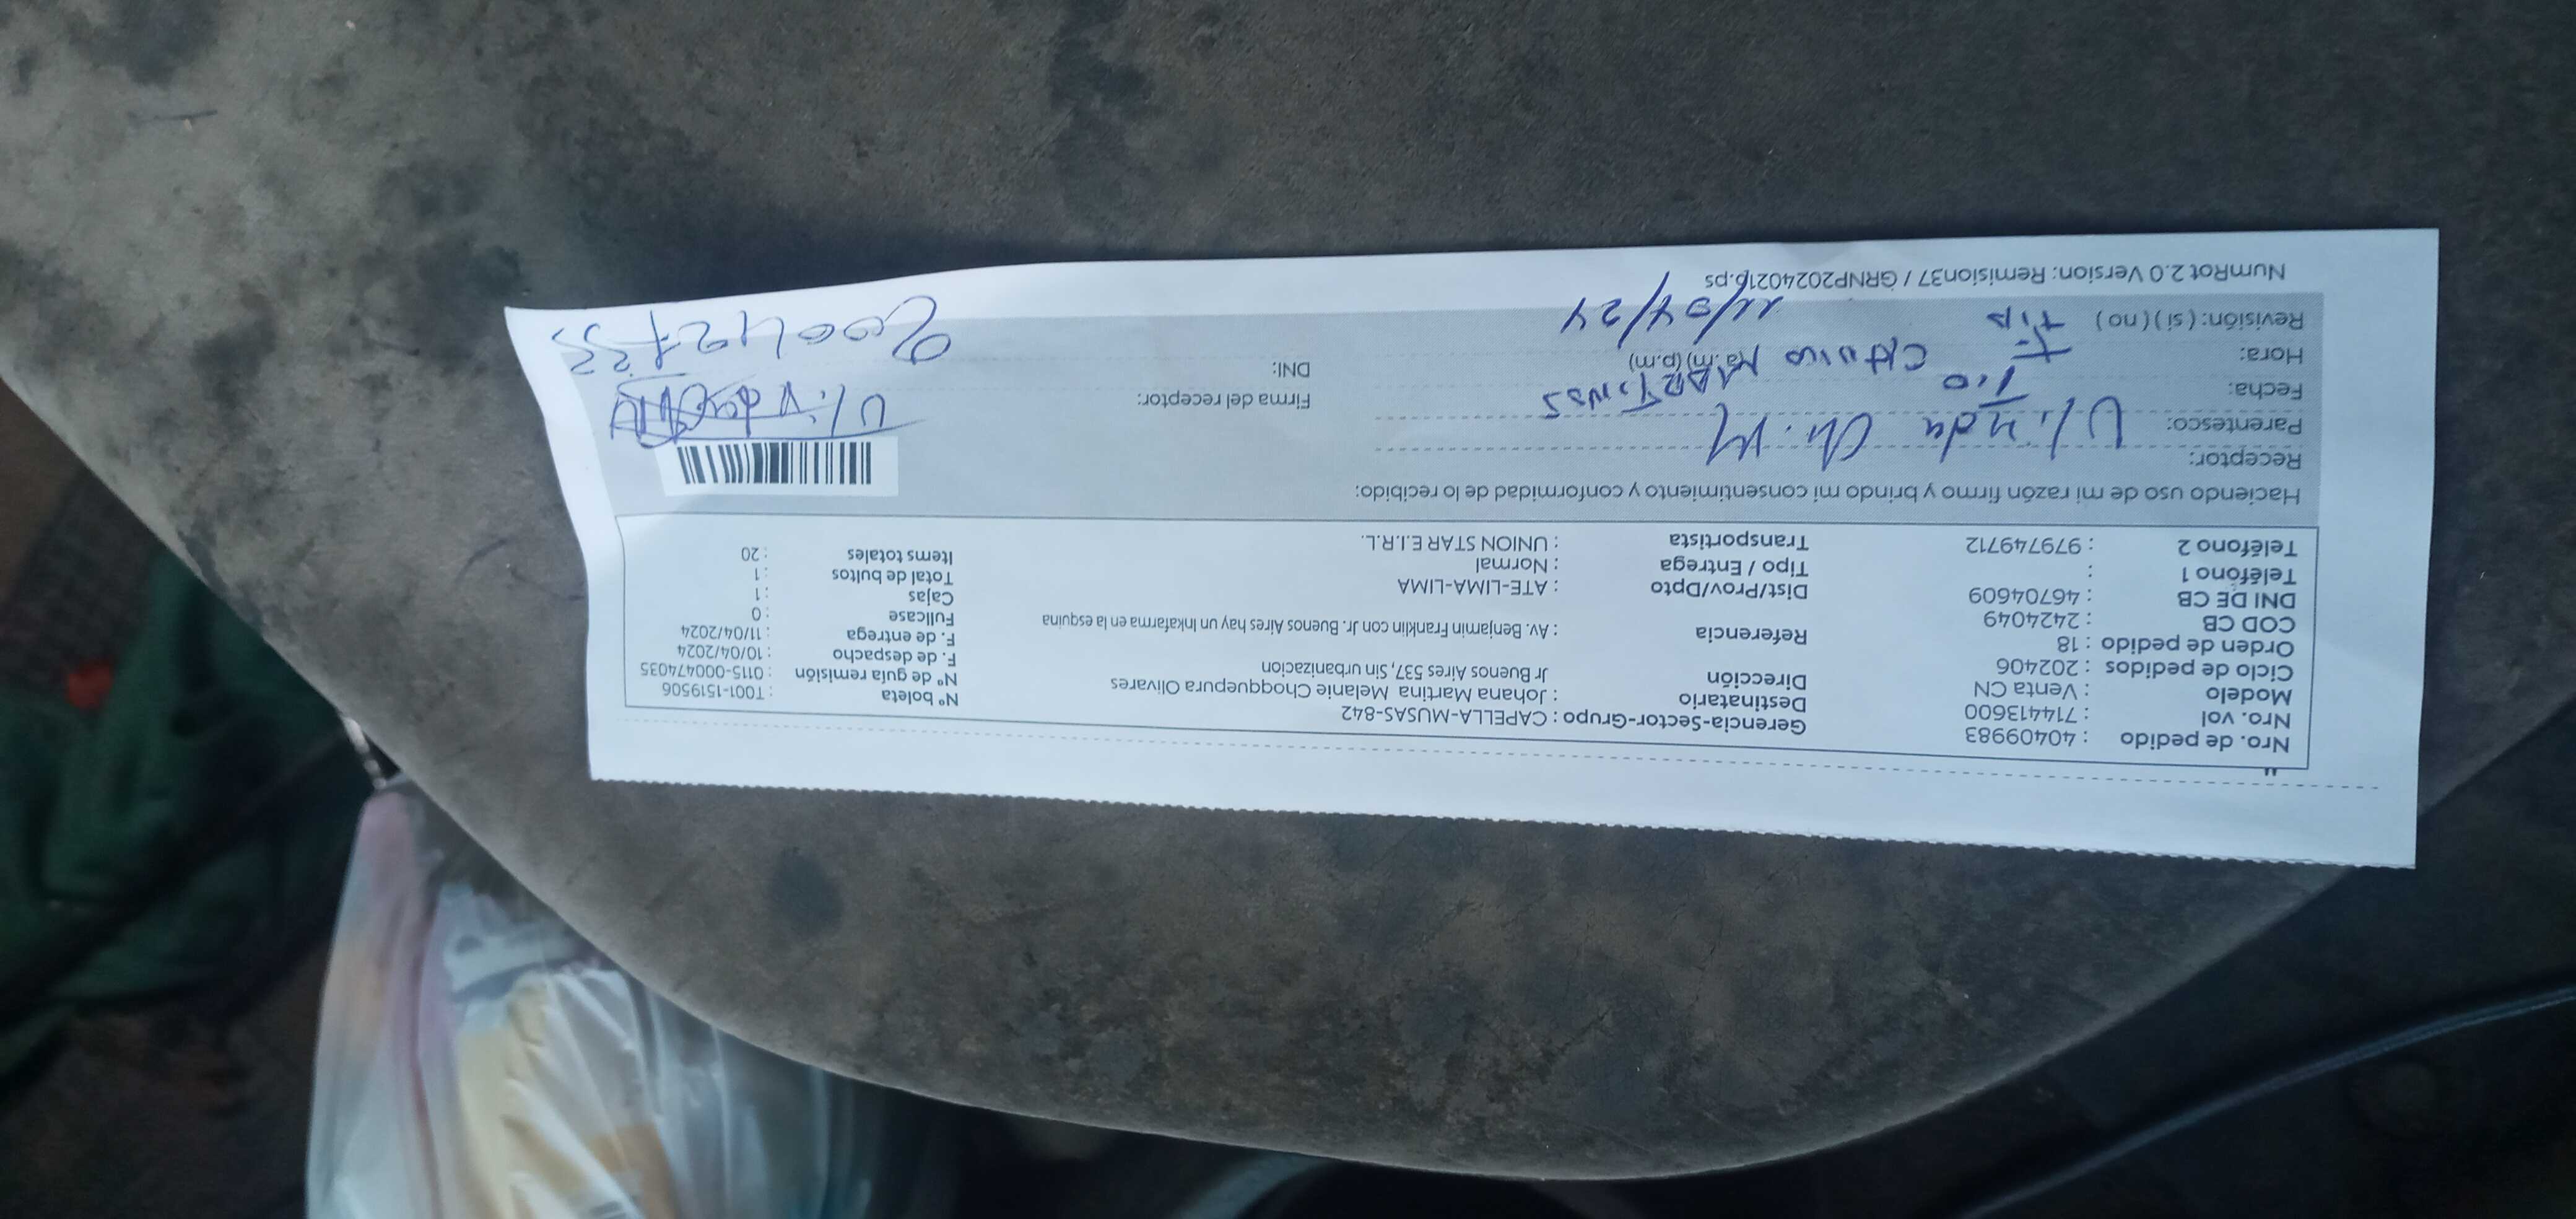 Nro. de pedido : 40409983
Nro. vol : 714413600
Modelo : Venta CN
Ciclo de pedidos : 202406
Orden de pedido : 18
COD CB : 2424049
DNI DE CB : 46704609
Teléfono 1 :
Teléfono 2 : 979749712
Gerencia-Sector-Grupo : CAPELLA-MUSAS-842
Destinatario : Johana Martina Melanie Choqquepura Olivares
Dirección Jr Buenos Aires 537, Sin urbanizacion
Referencia : Av. Benjamin Franklin con Jr. Buenos Aires hay un Inkafarma en la esquina
Dist/Prov/Dpto : ATE-LIMA-LIMA
Tipo / Entrega : Normal
Transportista : UNION STAR E.I.R.L.
Nº boleta : T001-1519506
Nº de guía remisión : 0115-000474035
F. de despacho : 10/04/2024
F. de entrega : 11/04/2024
Fullcase : 0
Cajas : 1
Total de bultos : 1
Items totales : 20
Haciendo uso de mi razón firmo y brindo mi consentimiento y conformidad de lo recibido:
Receptor:
Parentesco:
Fecha: Tio
Hora: (a.m) (p.m)
Revisión: ( si ) ( no ) 11/04/24
Firma del receptor:
DNI:
NumRot 2.0 Version: Remision37 / GRNP20240216.ps